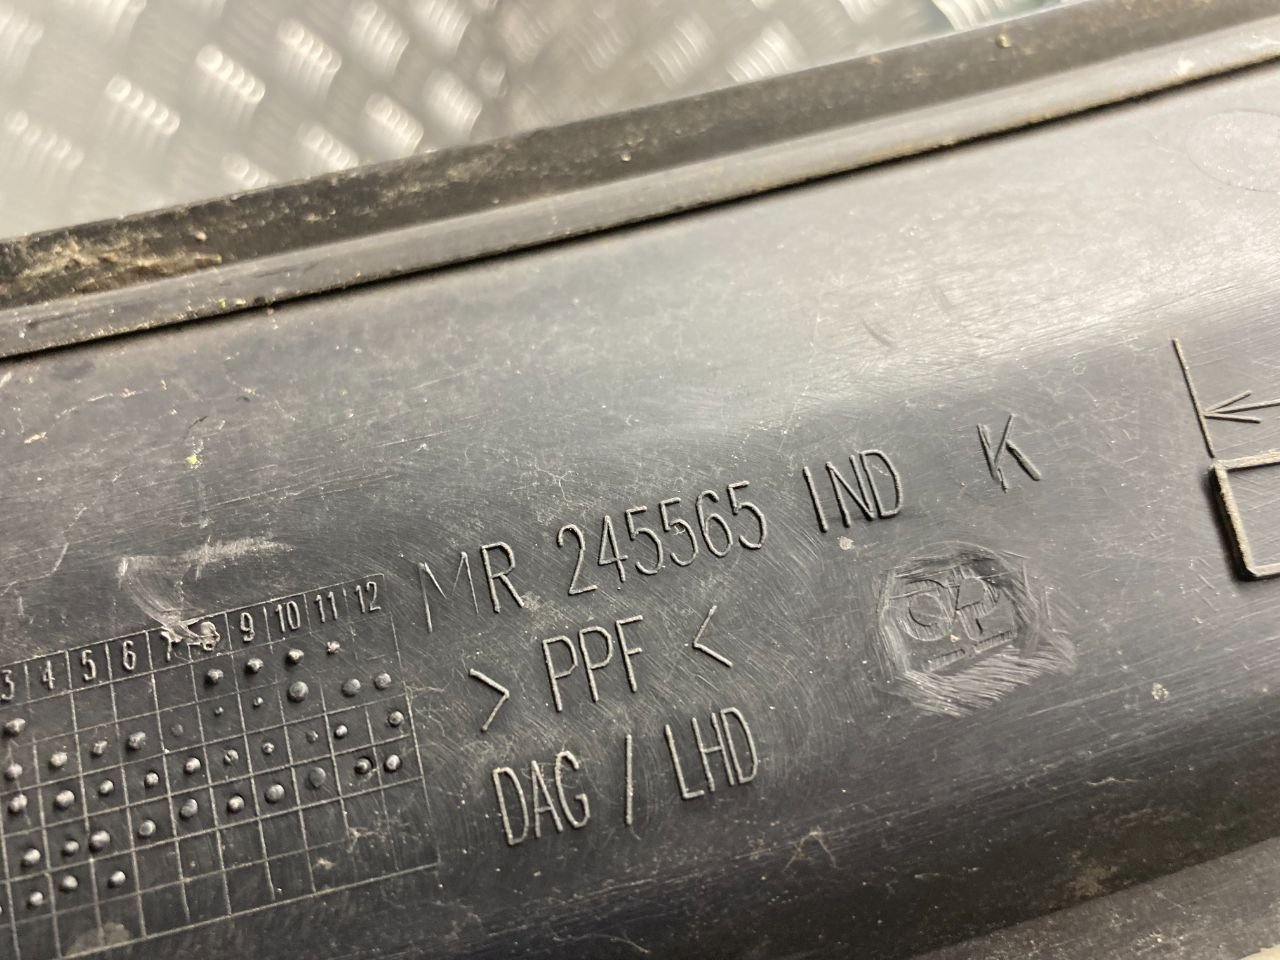 MR 245565 IND K
> PPF <
DAG / LHD
3 4 5 6 7 8 9 10 11 12